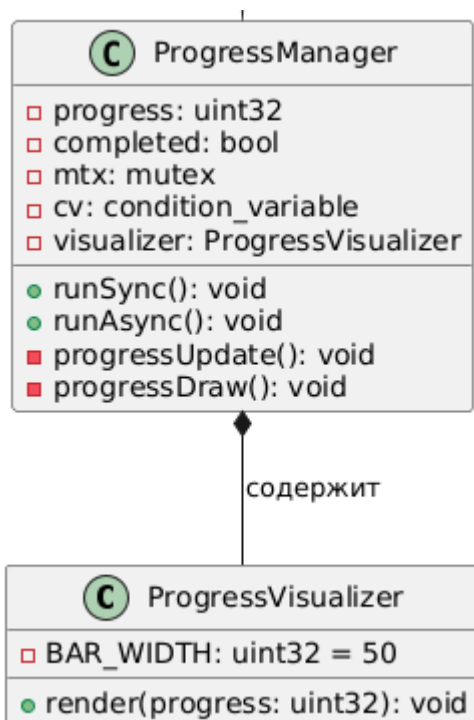 C ProgressManager
progress: uint32
completed: bool
mtx: mutex
cv: condition_variable
visualizer: ProgressVisualizer
runSync(): void
runAsync(): void
progressUpdate(): void
progressDraw(): void
содержит
C ProgressVisualizer
BAR_WIDTH: uint32 = 50
render(progress: uint32): void